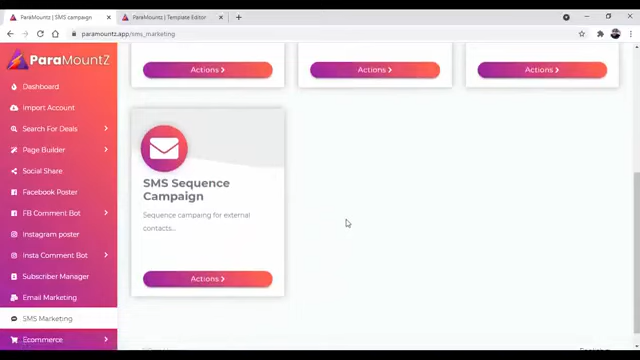 ParaMountz | SMS campaign
ParaMountz | Template Editor
paramountz.app/sms_marketing
ParaMountZ
Dashboard
Import Account
Search For Deals
Page Builder
Social Share
Facebook Poster
FB Comment Bot
Instagram poster
Insta Comment Bot
Subscriber Manager
Email Marketing
SMS Marketing
Ecommerce
Actions
Actions
Actions
SMS Sequence
Campaign
Sequence campaing for external
contacts...
Actions